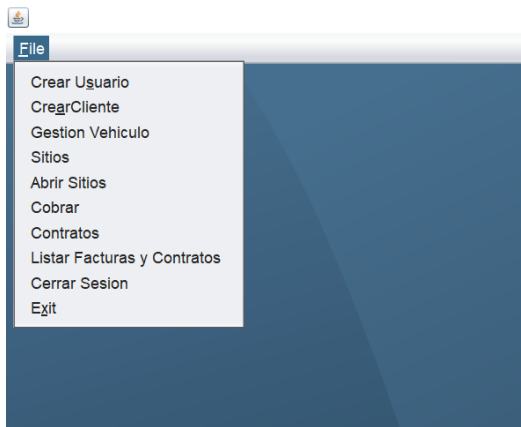 File
Crear Usuario
CrearCliente
Gestion Vehiculo
Sitios
Abrir Sitios
Cobrar
Contratos
Listar Facturas y Contratos
Cerrar Sesion
Exit